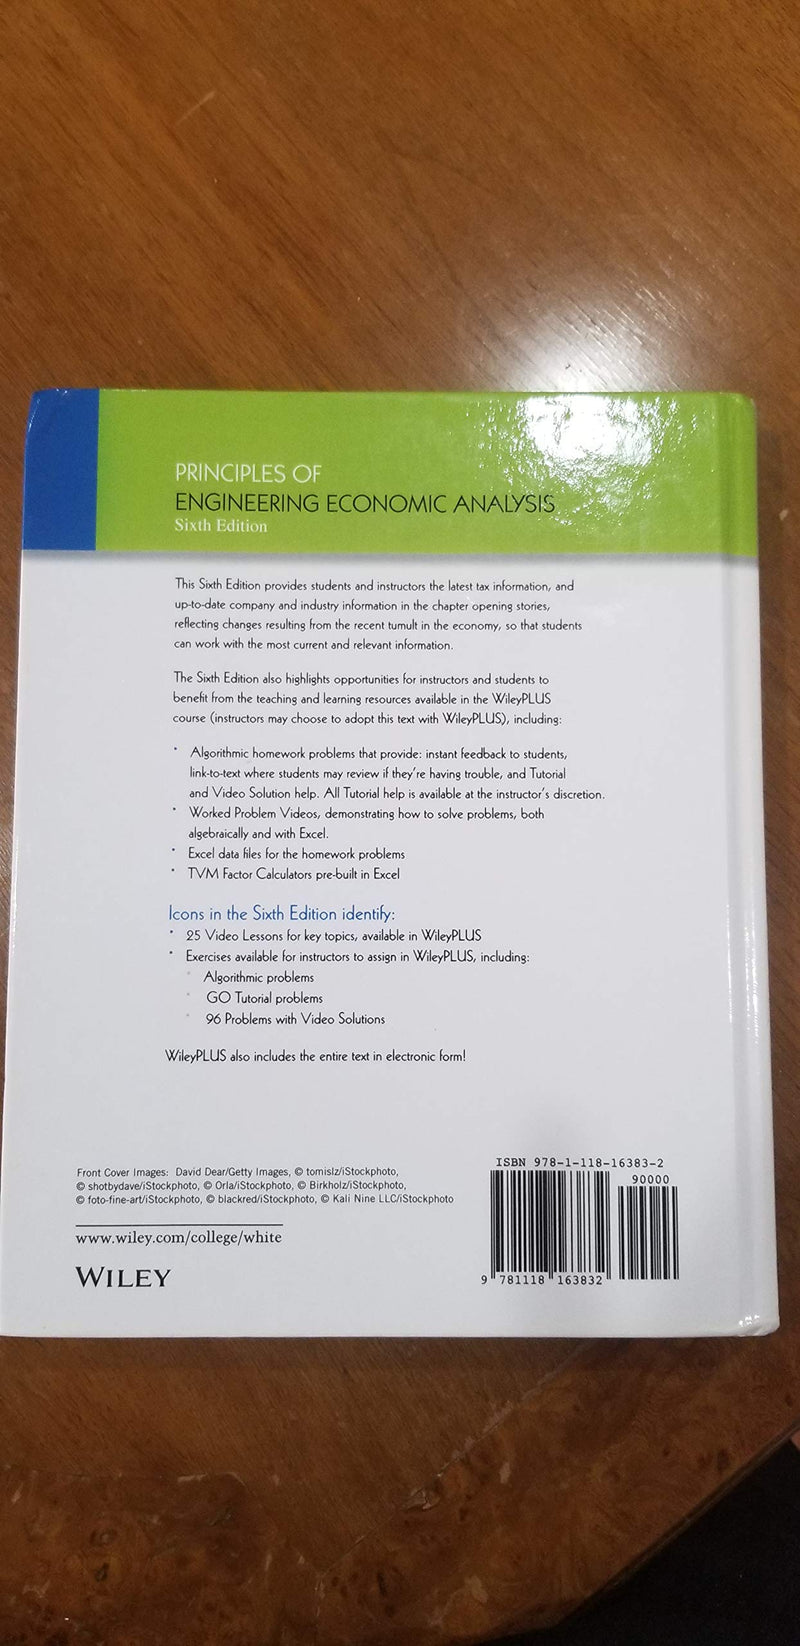 PRINCIPLES OF
ENGINEERING ECONOMIC ANALYSIS
Sixth Edition
This Sixth Edition provides students and instructors the latest tax information, and
up-to-date company and industry information in the chapter opening stories,
reflecting changes resulting from the recent tumult in the economy, so that students
can work with the most current and relevant information.
The Sixth Edition also highlights opportunities for instructors and students to
benefit from the teaching and learning resources available in the WileyPLUS
course (instructors may choose to adopt this text with WileyPLUS), including:
• Algorithmic homework problems that provide: instant feedback to students,
link-to-text where students may review if they're having trouble, and Tutorial
and Video Solution help. All Tutorial help is available at the instructor's discretion.
• Worked Problem Videos, demonstrating how to solve problems, both
algebraically and with Excel.
• Excel data files for the homework problems
• TVM Factor Calculators pre-built in Excel
Icons in the Sixth Edition identify:
• 25 Video Lessons for key topics, available in WileyPLUS
• Exercises available for instructors to assign in WileyPLUS, including:
• Algorithmic problems
• GO Tutorial problems
• 96 Problems with Video Solutions
WileyPLUS also includes the entire text in electronic form!
Front Cover Images: David Dear/Getty Images, © tomislz/iStockphoto,
© shotbydave/iStockphoto, © Orla/iStockphoto, © Birkholz/iStockphoto,
© foto-fine-art/iStockphoto, © blackred/iStockphoto, © Kali Nine LLC/iStockphoto
www.wiley.com/college/white
WILEY
ISBN 978-1-118-16383-2
90000
9 781118 163832